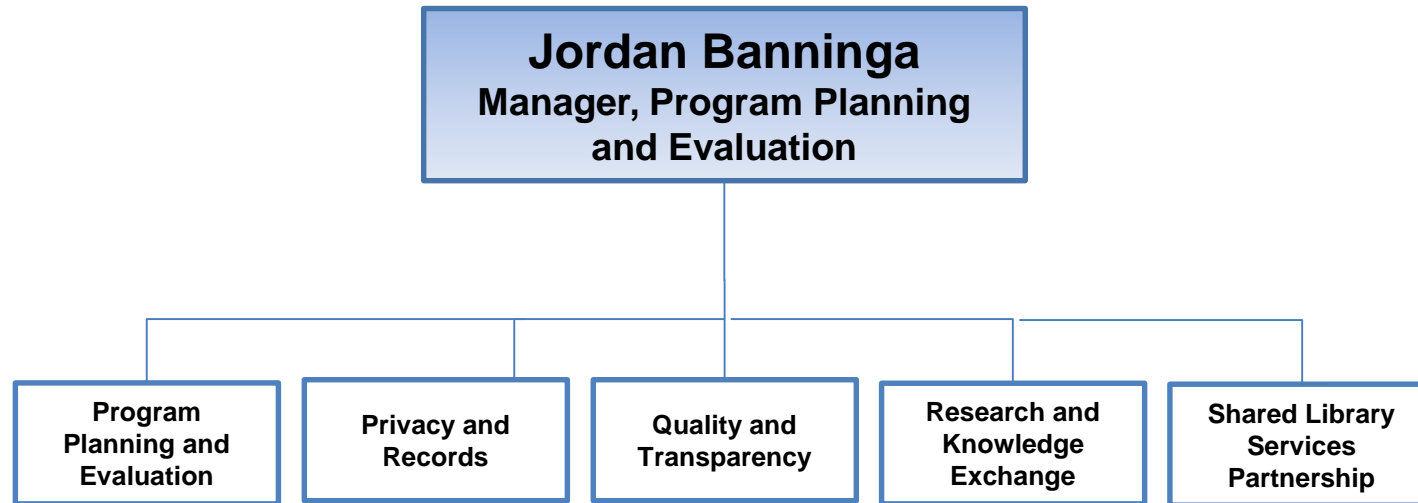 Jordan Banninga
Manager, Program Planning
and Evaluation
Program
Planning and
Evaluation
Privacy and
Records
Quality and
Transparency
Research and
Knowledge
Exchange
Shared Library
Services
Partnership